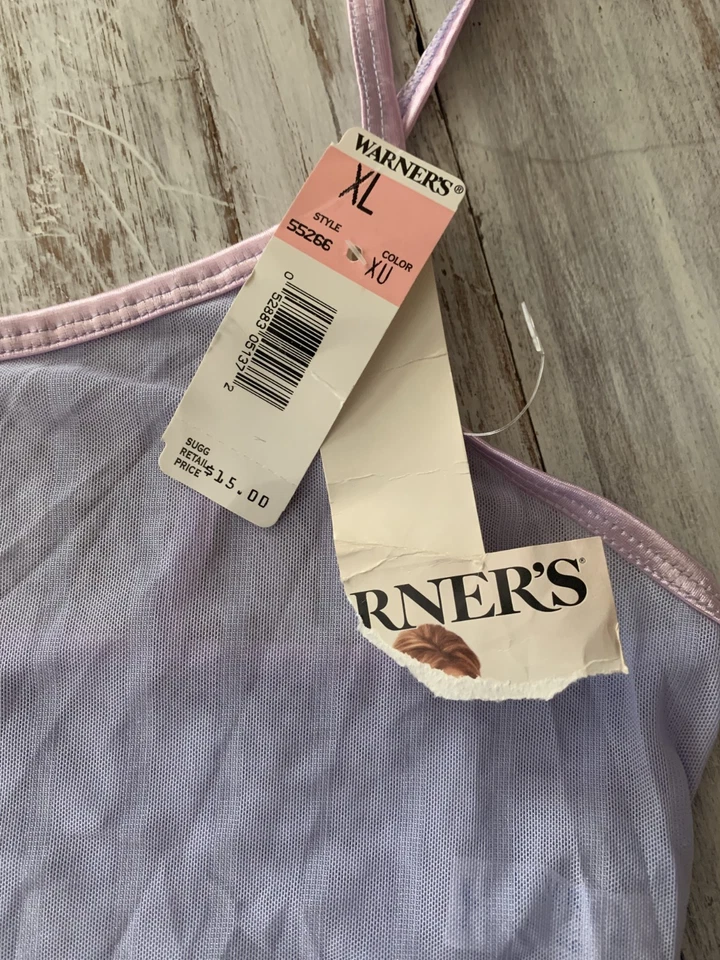 WARNER'S®
XL
STYLE
55266
COLOR
XU
0 52883 05137 2
SUGG
RETAIL
PRICE $15.00
RNER'S®